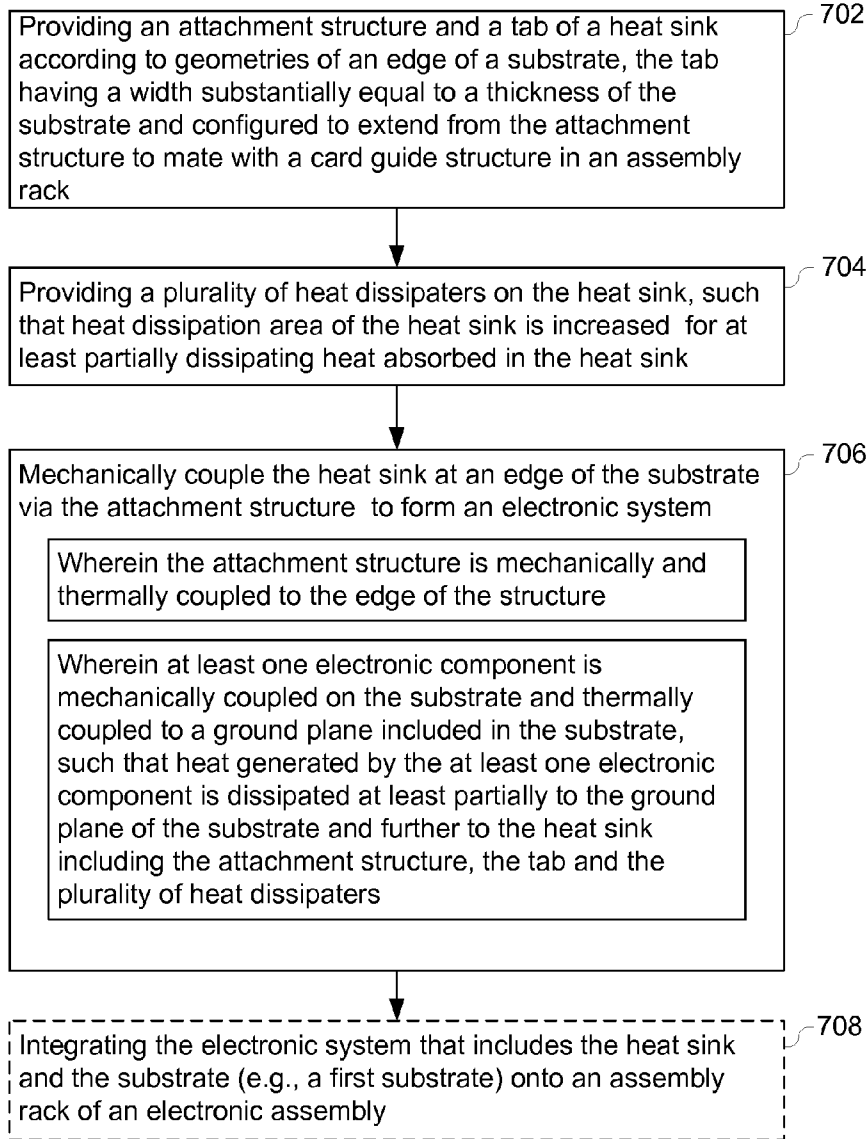 Providing an attachment structure and a tab of a heat sink
according to geometries of an edge of a substrate, the tab
having a width substantially equal to a thickness of the
substrate and configured to extend from the attachment
structure to mate with a card guide structure in an assembly
rack
702
Providing a plurality of heat dissipaters on the heat sink, such
that heat dissipation area of the heat sink is increased for at
least partially dissipating heat absorbed in the heat sink
704
Mechanically couple the heat sink at an edge of the substrate
via the attachment structure to form an electronic system
706
Wherein the attachment structure is mechanically and
thermally coupled to the edge of the structure
Wherein at least one electronic component is
mechanically coupled on the substrate and thermally
coupled to a ground plane included in the substrate,
such that heat generated by the at least one electronic
component is dissipated at least partially to the ground
plane of the substrate and further to the heat sink
including the attachment structure, the tab and the
plurality of heat dissipaters
Integrating the electronic system that includes the heat sink
and the substrate (e.g., a first substrate) onto an assembly
rack of an electronic assembly
708